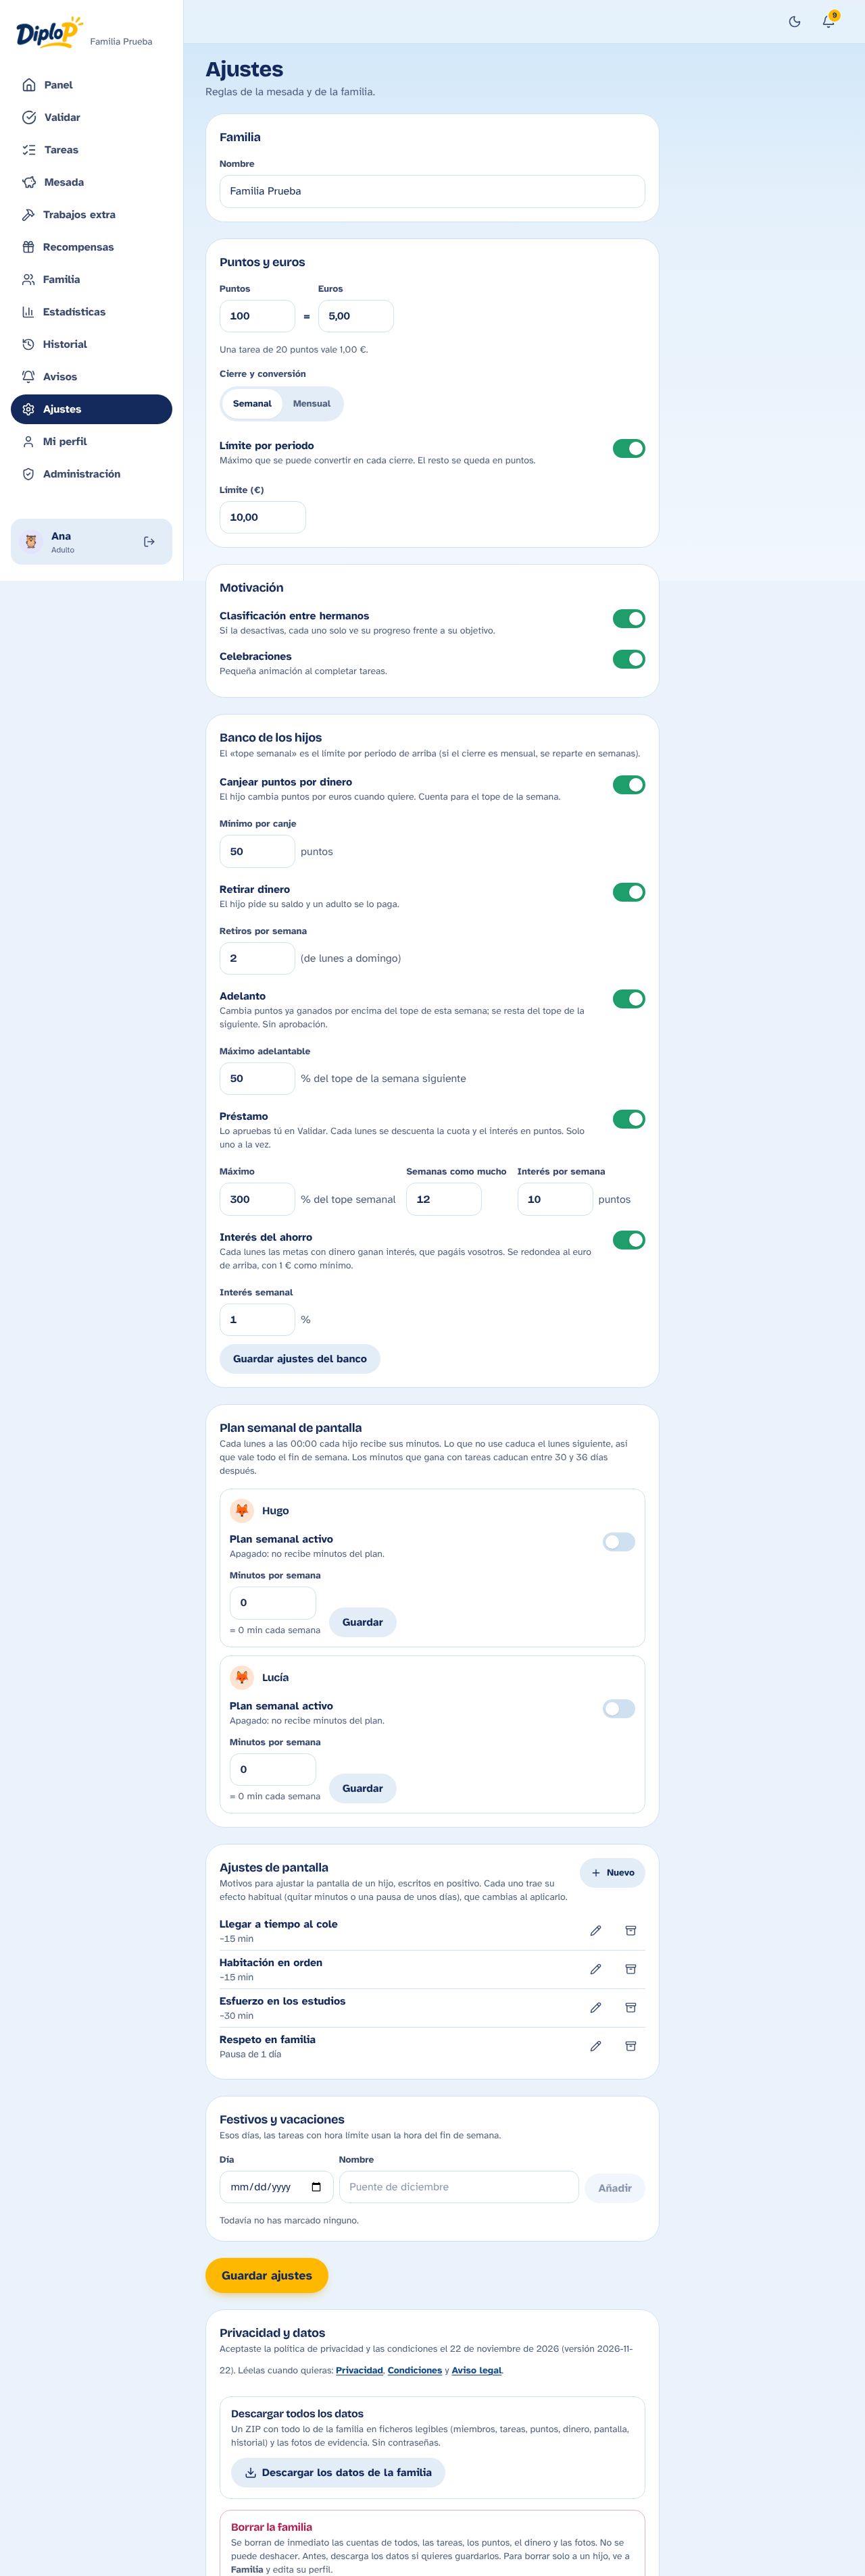 DiploP Familia Prueba
9
Panel
Validar
Tareas
Mesada
Trabajos extra
Recompensas
Familia
Estadísticas
Historial
Avisos
Ajustes
Mi perfil
Administración
Ana
Adulto
Ajustes
Reglas de la mesada y de la familia.
Familia
Nombre
Familia Prueba
Puntos y euros
Puntos Euros
100 = 5,00
Una tarea de 20 puntos vale 1,00 €.
Cierre y conversión
Semanal Mensual
Límite por periodo
Máximo que se puede convertir en cada cierre. El resto se queda en puntos.
Límite (€)
10,00
Motivación
Clasificación entre hermanos
Si la desactivas, cada uno solo ve su progreso frente a su objetivo.
Celebraciones
Pequeña animación al completar tareas.
Banco de los hijos
El «tope semanal» es el límite por periodo de arriba (si el cierre es mensual, se reparte en semanas).
Canjear puntos por dinero
El hijo cambia puntos por euros cuando quiere. Cuenta para el tope de la semana.
Mínimo por canje
50 puntos
Retirar dinero
El hijo pide su saldo y un adulto se lo paga.
Retiros por semana
2 (de lunes a domingo)
Adelanto
Cambia puntos ya ganados por encima del tope de esta semana; se resta del tope de la
siguiente. Sin aprobación.
Máximo adelantable
50 % del tope de la semana siguiente
Préstamo
Lo apruebas tú en Validar. Cada lunes se descuenta la cuota y el interés en puntos. Solo
uno a la vez.
Máximo Semanas como mucho Interés por semana
300 % del tope semanal 12 10 puntos
Interés del ahorro
Cada lunes las metas con dinero ganan interés, que pagáis vosotros. Se redondea al euro
de arriba, con 1 € como mínimo.
Interés semanal
1 %
Guardar ajustes del banco
Plan semanal de pantalla
Cada lunes a las 00:00 cada hijo recibe sus minutos. Lo que no use caduca el lunes siguiente, así
que vale todo el fin de semana. Los minutos que gana con tareas caducan entre 30 y 36 días
después.
Hugo
Plan semanal activo
Apagado: no recibe minutos del plan.
Minutos por semana
0
= 0 min cada semana
Guardar
Lucía
Plan semanal activo
Apagado: no recibe minutos del plan.
Minutos por semana
0
= 0 min cada semana
Guardar
Ajustes de pantalla
Nuevo
Motivos para ajustar la pantalla de un hijo, escritos en positivo. Cada uno trae su
efecto habitual (quitar minutos o una pausa de unos días), que cambias al aplicarlo.
Llegar a tiempo al cole
−15 min
Habitación en orden
−15 min
Esfuerzo en los estudios
−30 min
Respeto en familia
Pausa de 1 día
Festivos y vacaciones
Esos días, las tareas con hora límite usan la hora del fin de semana.
Día Nombre
mm/dd/yyyy Puente de diciembre Añadir
Todavía no has marcado ninguno.
Guardar ajustes
Privacidad y datos
Aceptaste la política de privacidad y las condiciones el 22 de noviembre de 2026 (versión 2026-11-
22). Léelas cuando quieras: Privacidad, Condiciones y Aviso legal.
Descargar todos los datos
Un ZIP con todo lo de la familia en ficheros legibles (miembros, tareas, puntos, dinero, pantalla,
historial) y las fotos de evidencia. Sin contraseñas.
Descargar los datos de la familia
Borrar la familia
Se borran de inmediato las cuentas de todos, las tareas, los puntos, el dinero y las fotos. No se
puede deshacer. Antes, descarga los datos si quieres guardarlos. Para borrar solo a un hijo, ve a
Familia y edita su perfil.